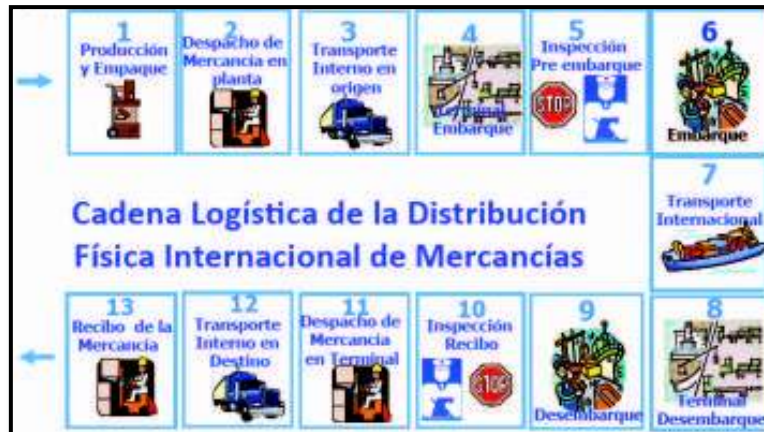 1
Producción
y Empaque
2
Despacho de
Mercancia en
planta
3
Transporte
Interno en
origen
4
Terminal
Embarque
5
Inspección
Pre embarque
STOP
6
Embarque
7
Transporte
Internacional
Cadena Logística de la Distribución
Física Internacional de Mercancías
13
Recibo de la
Mercancia
12
Transporte
Interno en
Destino
11
Despacho de
Mercancia
en Terminal
10
Inspección
Recibo
STOP
9
Desembarque
8
Terminal
Desembarque